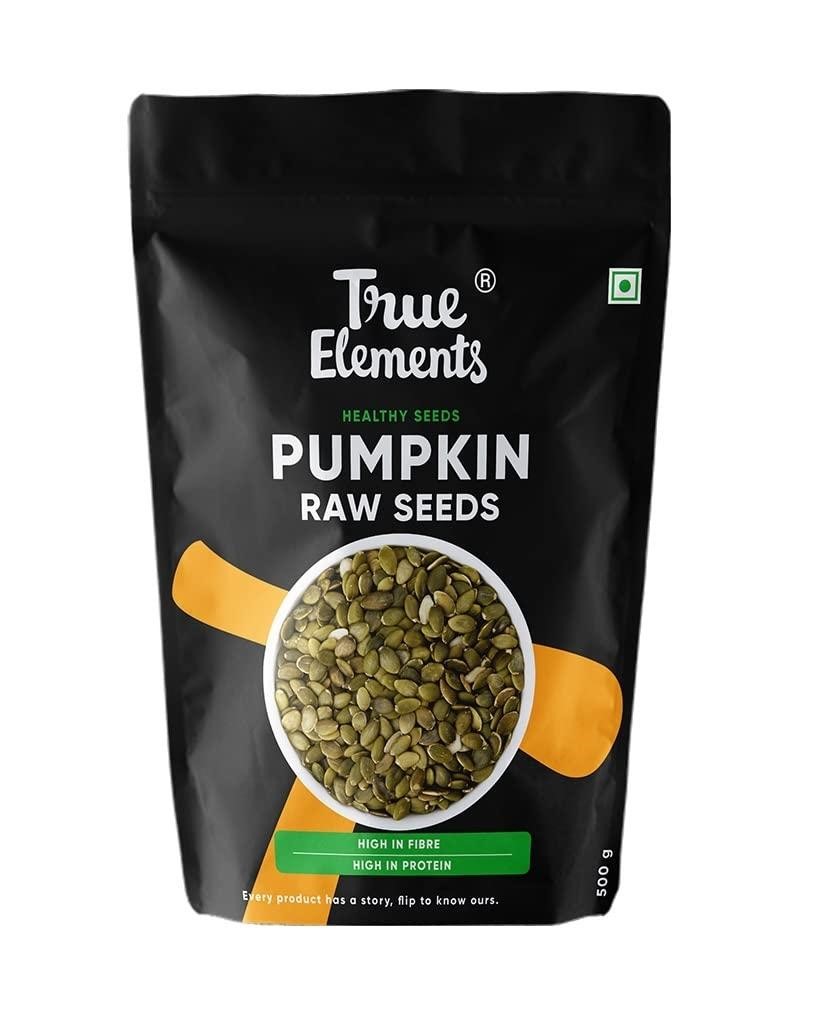 True ®
Elements
HEALTHY SEEDS
PUMPKIN
RAW SEEDS
HIGH IN FIBRE
HIGH IN PROTEIN
Every product has a story, flip to know ours.
500 g